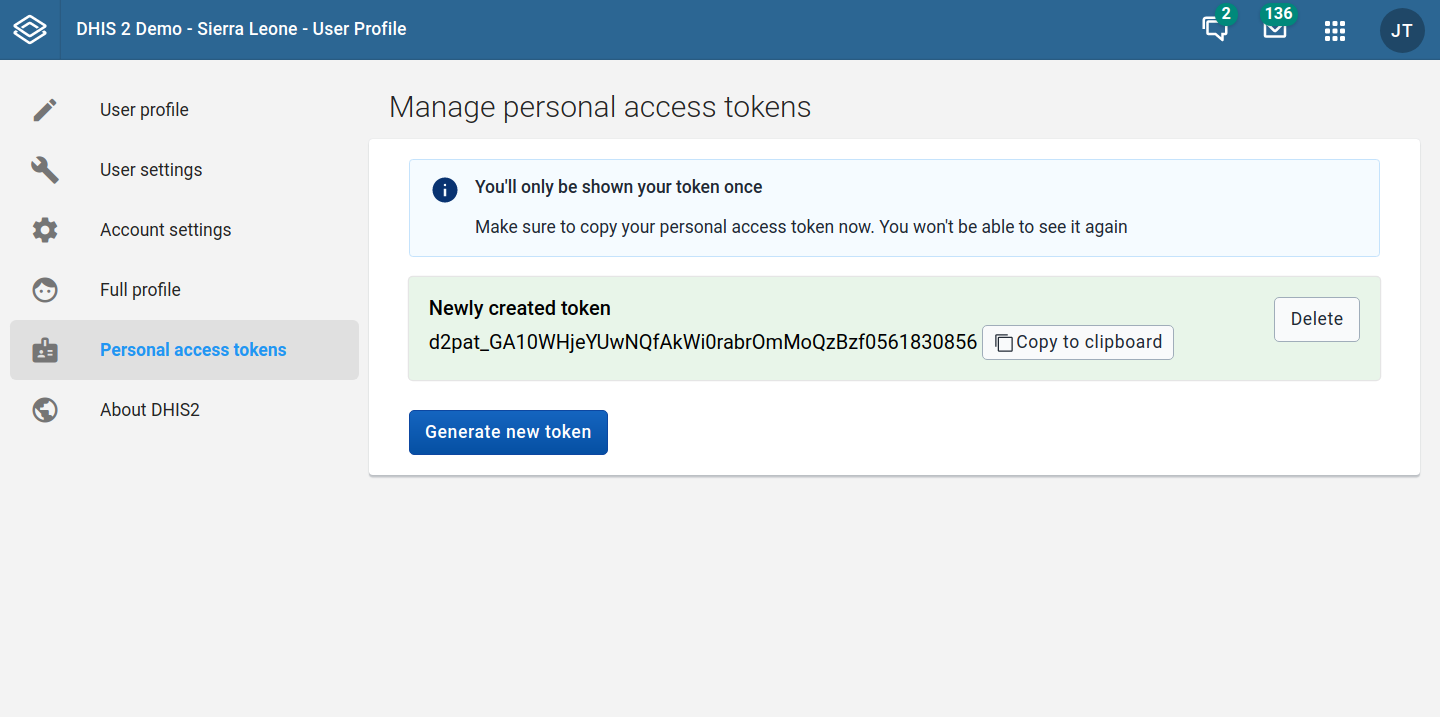 DHIS 2 Demo - Sierra Leone - User Profile
2
136
JT
User profile
User settings
Account settings
Full profile
Personal access tokens
About DHIS2
Manage personal access tokens
You'll only be shown your token once
Make sure to copy your personal access token now. You won't be able to see it again
Newly created token
d2pat_GA10WHjeYUwNQfAkWi0rabrOmMoQzBzf0561830856 Copy to clipboard
Delete
Generate new token